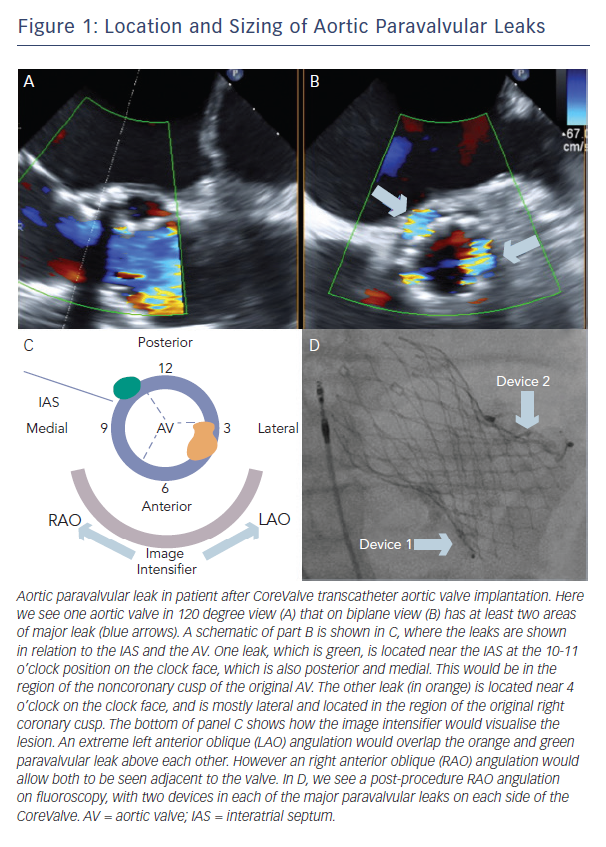 Figure 1: Location and Sizing of Aortic Paravalvular Leaks
A
P
B
P
cm/s
C
Posterior
12
IAS
Medial
9
AV
3
Lateral
6
Anterior
RAO
LAO
Image
Intensifier
D
Device 2
Device 1
Aortic paravalvular leak in patient after CoreValve transcatheter aortic valve implantation. Here
we see one aortic valve in 120 degree view (A) that on biplane view (B) has at least two areas
of major leak (blue arrows). A schematic of part B is shown in C, where the leaks are shown
in relation to the IAS and the AV. One leak, which is green, is located near the IAS at the 10-11
o'clock position on the clock face, which is also posterior and medial. This would be in the
region of the noncoronary cusp of the original AV. The other leak (in orange) is located near 4
o'clock on the clock face, and is mostly lateral and located in the region of the original right
coronary cusp. The bottom of panel C shows how the image intensifier would visualise the
lesion. An extreme left anterior oblique (LAO) angulation would overlap the orange and green
paravalvular leak above each other. However an right anterior oblique (RAO) angulation would
allow both to be seen adjacent to the valve. In D, we see a post-procedure RAO angulation
on fluoroscopy, with two devices in each of the major paravalvular leaks on each side of the
CoreValve. AV = aortic valve; IAS = interatrial septum.